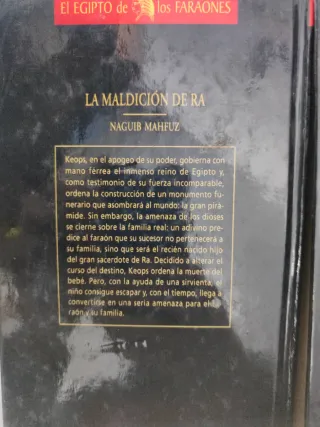 El EGIPTO de los FARAONES
LA MALDICIÓN DE RA
NAGUIB MAHFUZ
Keops, en el apogeo de su poder, gobierna con
mano férrea el inmenso reino de Egipto y,
como testimonio de su fuerza incomparable,
ordena la construcción de un monumento fu-
nerario que asombrará al mundo: la gran pirá-
mide. Sin embargo, la amenaza de los dioses
se cierne sobre la familia real: un adivino pre-
dice al faraón que su sucesor no pertenecerá a
su familia, sino que será el recién nacido hijo
del gran sacerdote de Ra. Decidido a alterar el
curso del destino, Keops ordena la muerte del
bebé. Pero, con la ayuda de una sirvienta, el
niño consigue escapar y, con el tiempo, llega a
convertirse en una seria amenaza para el fa-
raón y su familia.